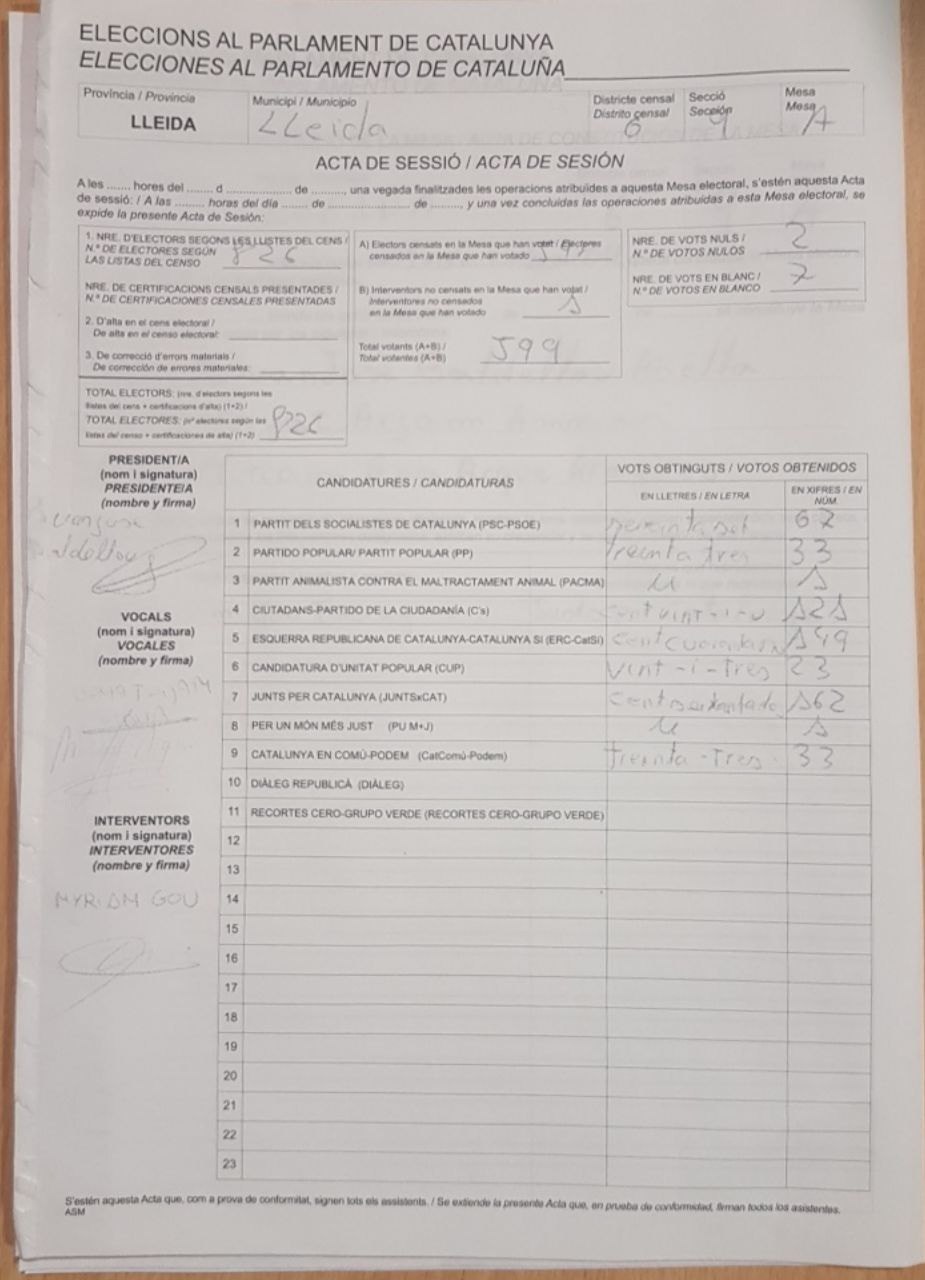 ELECCIONS AL PARLAMENT DE CATALUNYA
ELECCIONES AL PARLAMENTO DE CATALUÑA
Província / Provincia
LLEIDA
Municipi / Municipio
LLeida
Districte censal
Distrito censal
6
Secció
Sección
Mesa
Mesa
A
ACTA DE SESSIÓ / ACTA DE SESIÓN
A les ....... hores del ........ d .................... de .........., una vegada finalitzades les operacions atribuïdes a aquesta Mesa electoral, s'estén aquesta Acta
de sessió: / A las ......... horas del día ........ de ........................ de ........, y una vez concluidas las operaciones atribuidas a esta Mesa electoral, se
expide la presente Acta de Sesión:
1. NRE. D'ELECTORS SEGONS LES LLISTES DEL CENS /
N.º DE ELECTORES SEGÚN
LAS LISTAS DEL CENSO
826
NRE. DE CERTIFICACIONS CENSALS PRESENTADES /
N.º DE CERTIFICACIONES CENSALES PRESENTADAS
2. D'alta en el cens electoral /
De alta en el censo electoral:
3. De correcció d'errors materials /
De corrección de errores materiales:
TOTAL ELECTORS: (nre. d'electors segons les
llistes del cens + certificacions d'alta) (1+2) /
TOTAL ELECTORES: (nº electores según las
listas del censo + certificaciones de alta) (1+2)
826
A) Electors censats en la Mesa que han votat / Electores
censados en la Mesa que han votado
B) Interventors no censats en la Mesa que han votat /
Interventores no censados
en la Mesa que han votado
1
Total votants (A+B) /
Total votantes (A+B)
599
NRE. DE VOTS NULS /
N.º DE VOTOS NULOS
2
NRE. DE VOTS EN BLANC /
N.º DE VOTOS EN BLANCO
7
PRESIDENT/A
(nom i signatura)
PRESIDENTE/A
(nombre y firma)
VOCALS
(nom i signatura)
VOCALES
(nombre y firma)
INTERVENTORS
(nom i signatura)
INTERVENTORES
(nombre y firma)
MYRIAM GOU
CANDIDATURES / CANDIDATURAS
VOTS OBTINGUTS / VOTOS OBTENIDOS
EN LLETRES / EN LETRA
EN XIFRES / EN
NÚM.
1 PARTIT DELS SOCIALISTES DE CATALUNYA (PSC-PSOE) 67
2 PARTIDO POPULAR/ PARTIT POPULAR (PP) treinta tres 33
3 PARTIT ANIMALISTA CONTRA EL MALTRACTAMENT ANIMAL (PACMA) u 1
4 CIUTADANS-PARTIDO DE LA CIUDADANÍA (C's) cent vint-i-u 121
5 ESQUERRA REPUBLICANA DE CATALUNYA-CATALUNYA SÍ (ERC-CatSí) 149
6 CANDIDATURA D'UNITAT POPULAR (CUP) vint-i-tres 23
7 JUNTS PER CATALUNYA (JUNTSxCAT) 162
8 PER UN MÓN MÉS JUST (PU M+J) u 1
9 CATALUNYA EN COMÚ-PODEM (CatComú-Podem) treinta-tres 33
10 DIÀLEG REPUBLICÀ (DIÀLEG)
11 RECORTES CERO-GRUPO VERDE (RECORTES CERO-GRUPO VERDE)
12
13
14
15
16
17
18
19
20
21
22
23
S'estén aquesta Acta que, com a prova de conformitat, signen tots els assistents. / Se extiende la presente Acta que, en prueba de conformidad, firman todos los asistentes.
ASM